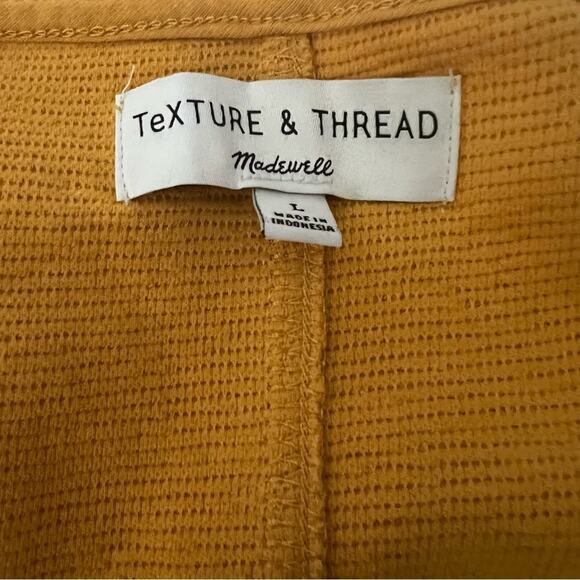 TeXTURE & THREAD
Madewell
L
MADE IN
INDONESIA